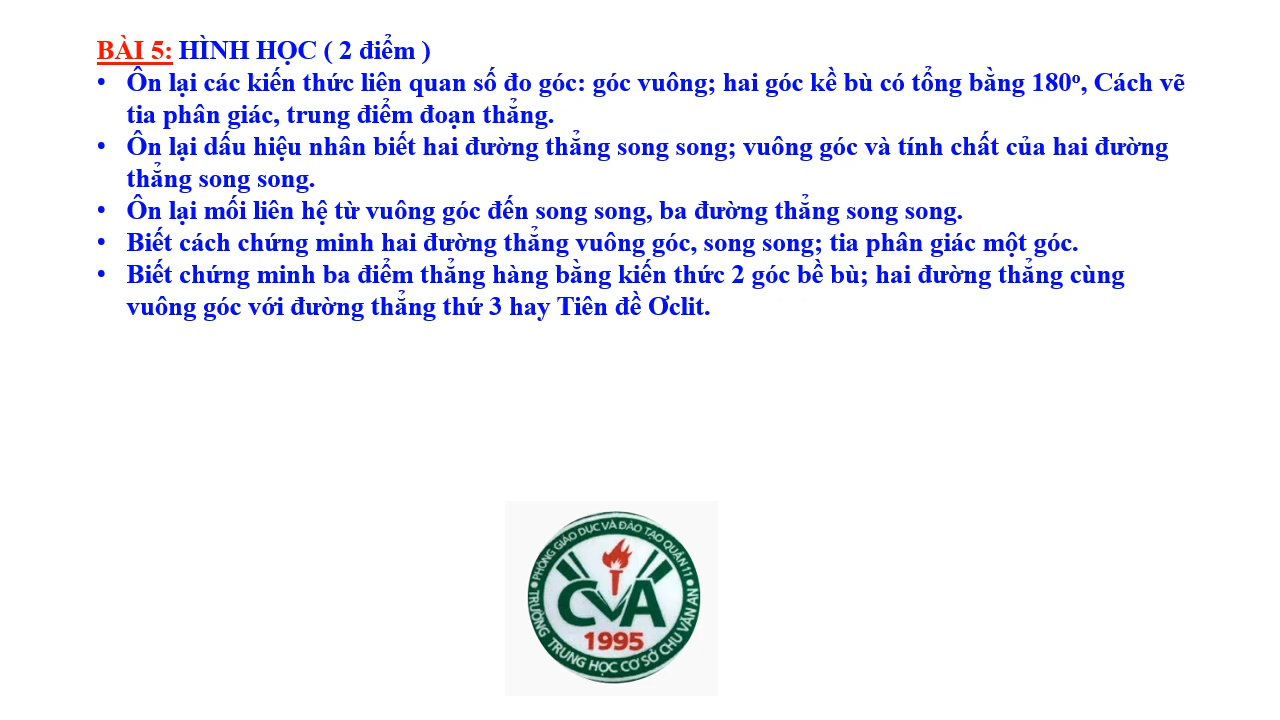 BÀI 5: HÌNH HỌC ( 2 điểm )
• Ôn lại các kiến thức liên quan số đo góc: góc vuông; hai góc kề bù có tổng bằng 180º, Cách vẽ
tia phân giác, trung điểm đoạn thẳng.
• Ôn lại dấu hiệu nhân biết hai đường thẳng song song; vuông góc và tính chất của hai đường
thẳng song song.
• Ôn lại mối liên hệ từ vuông góc đến song song, ba đường thẳng song song.
• Biết cách chứng minh hai đường thẳng vuông góc, song song; tia phân giác một góc.
• Biết chứng minh ba điểm thẳng hàng bằng kiến thức 2 góc bề bù; hai đường thẳng cùng
vuông góc với đường thẳng thứ 3 hay Tiên đề Ơclit.
PHÒNG GIÁO DỤC VÀ ĐÀO TẠO QUẬN 11
CVA
1995
TRƯỜNG TRUNG HỌC CƠ SỞ CHU VĂN AN